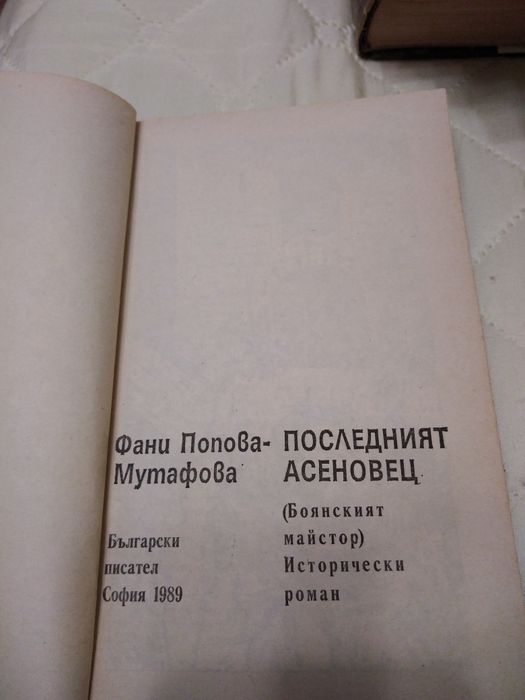 Фани Попова-
Мутафова
ПОСЛЕДНИЯТ
АСЕНОВЕЦ
(Боянският
майстор)
Исторически
роман
Български
писател
София 1989